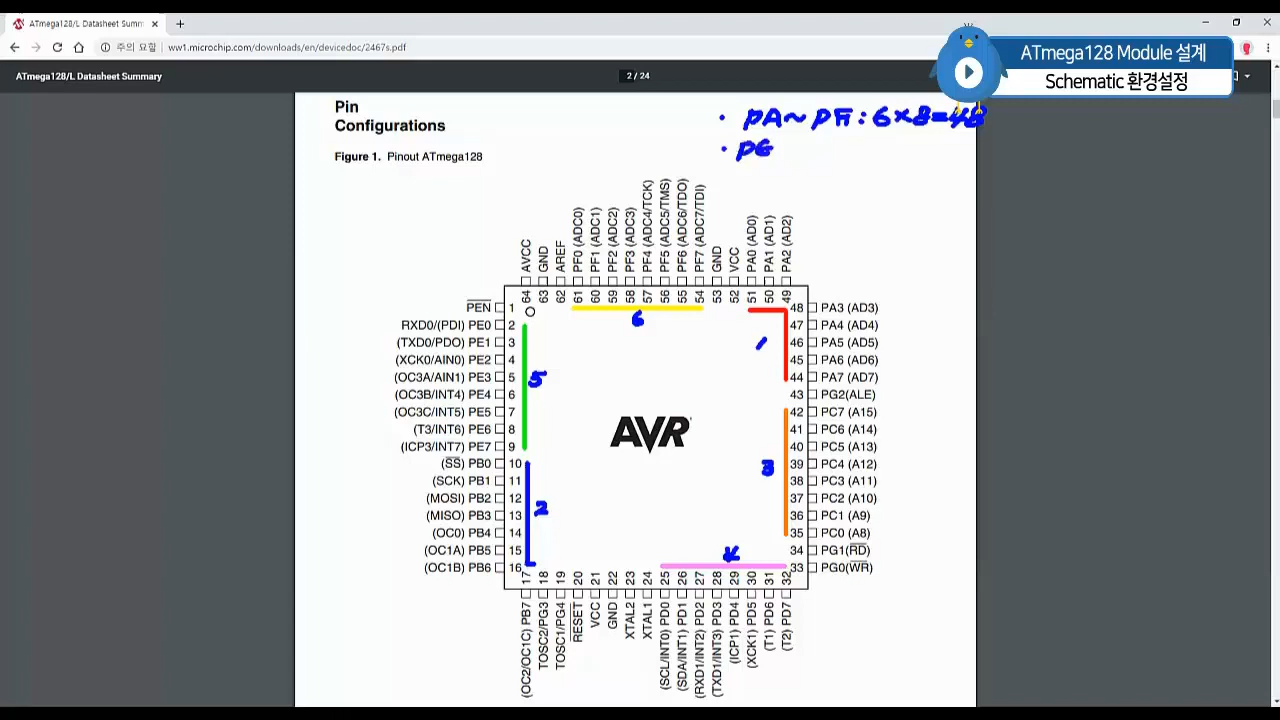 ATmega128/L Datasheet Summ
주의 요함
ww1.microchip.com/downloads/en/devicedoc/2467s.pdf
ATmega128 Module 설계
Schematic 환경설정
ATmega128/L Datasheet Summary
2 / 24
Pin
Configurations
Figure 1. Pinout ATmega128
• PA~PF : 6×8=48
• PG
AVCC
GND
AREF
PF0 (ADC0)
PF1 (ADC1)
PF2 (ADC2)
PF3 (ADC3)
PF4 (ADC4/TCK)
PF5 (ADC5/TMS)
PF6 (ADC6/TDO)
PF7 (ADC7/TDI)
GND
VCC
PA0 (AD0)
PA1 (AD1)
PA2 (AD2)
64 63 62 61 60 59 58 57 56 55 54 53 52 51 50 49
PEN 1
RXD0/(PDI) PE0 2
(TXD0/PDO) PE1 3
(XCK0/AIN0) PE2 4
(OC3A/AIN1) PE3 5
(OC3B/INT4) PE4 6
(OC3C/INT5) PE5 7
(T3/INT6) PE6 8
(ICP3/INT7) PE7 9
(SS) PB0 10
(SCK) PB1 11
(MOSI) PB2 12
(MISO) PB3 13
(OC0) PB4 14
(OC1A) PB5 15
(OC1B) PB6 16
6
1
5
AVR
3
2
4
48 PA3 (AD3)
47 PA4 (AD4)
46 PA5 (AD5)
45 PA6 (AD6)
44 PA7 (AD7)
43 PG2(ALE)
42 PC7 (A15)
41 PC6 (A14)
40 PC5 (A13)
39 PC4 (A12)
38 PC3 (A11)
37 PC2 (A10)
36 PC1 (A9)
35 PC0 (A8)
34 PG1(RD)
33 PG0(WR)
17 18 19 20 21 22 23 24 25 26 27 28 29 30 31 32
(OC2/OC1C) PB7
TOSC2/PG3
TOSC1/PG4
RESET
VCC
GND
XTAL2
XTAL1
(SCL/INT0) PD0
(SDA/INT1) PD1
(RXD1/INT2) PD2
(TXD1/INT3) PD3
(ICP1) PD4
(XCK1) PD5
(T1) PD6
(T2) PD7